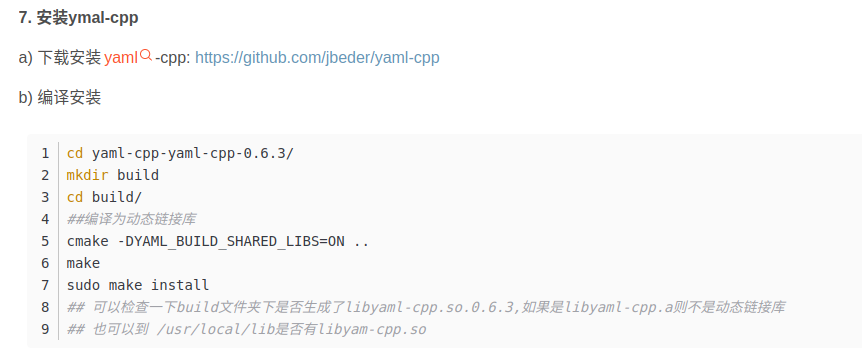 7. 安装ymal-cpp
a) 下载安装yaml-cpp: https://github.com/jbeder/yaml-cpp
b) 编译安装
1 cd yaml-cpp-yaml-cpp-0.6.3/
2 mkdir build
3 cd build/
4 ##编译为动态链接库
5 cmake -DYAML_BUILD_SHARED_LIBS=ON ..
6 make
7 sudo make install
8 ## 可以检查一下build文件夹下是否生成了libyaml-cpp.so.0.6.3,如果是libyaml-cpp.a则不是动态链接库
9 ## 也可以到 /usr/local/lib是否有libyam-cpp.so